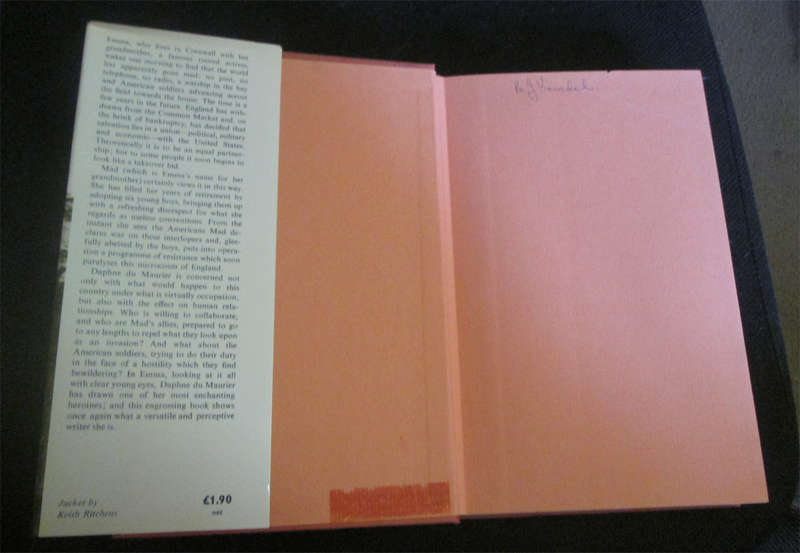 Emma, who lives in Cornwall with her
grandmother, a famous retired actress,
wakes one morning to find that the world
has apparently gone mad: no post, no
telephone, no radio, a warship in the bay
and American soldiers advancing across
the field towards the house. The time is a
few years in the future. England has with-
drawn from the Common Market and, on
the brink of bankruptcy, has decided that
salvation lies in a union—political, military
and economic—with the United States.
Theoretically it is to be an equal partner-
ship; but to some people it soon begins to
look like a takeover bid.
Mad (which is Emma's name for her
grandmother) certainly views it in this way.
She has filled her years of retirement by
adopting six young boys, bringing them up
with a refreshing disrespect for what she
regards as useless conventions. From the
instant she sees the Americans Mad de-
clares war on these interlopers and, glee-
fully abetted by the boys, puts into opera-
tion a programme of resistance which soon
paralyses this microcosm of England.
Daphne du Maurier is concerned not
only with what would happen to this
country under what is virtually occupation,
but also with the effect on human rela-
tionships. Who is willing to collaborate,
and who are Mad's allies, prepared to go
to any lengths to repel what they look upon
as an invasion? And what about the
American soldiers, trying to do their duty
in the face of a hostility which they find
bewildering? In Emma, looking at it all
with clear young eyes, Daphne du Maurier
has drawn one of her most enchanting
heroines; and this engrossing book shows
once again what a versatile and perceptive
writer she is.
Jacket by
Keith Ritchens
£1.90
net